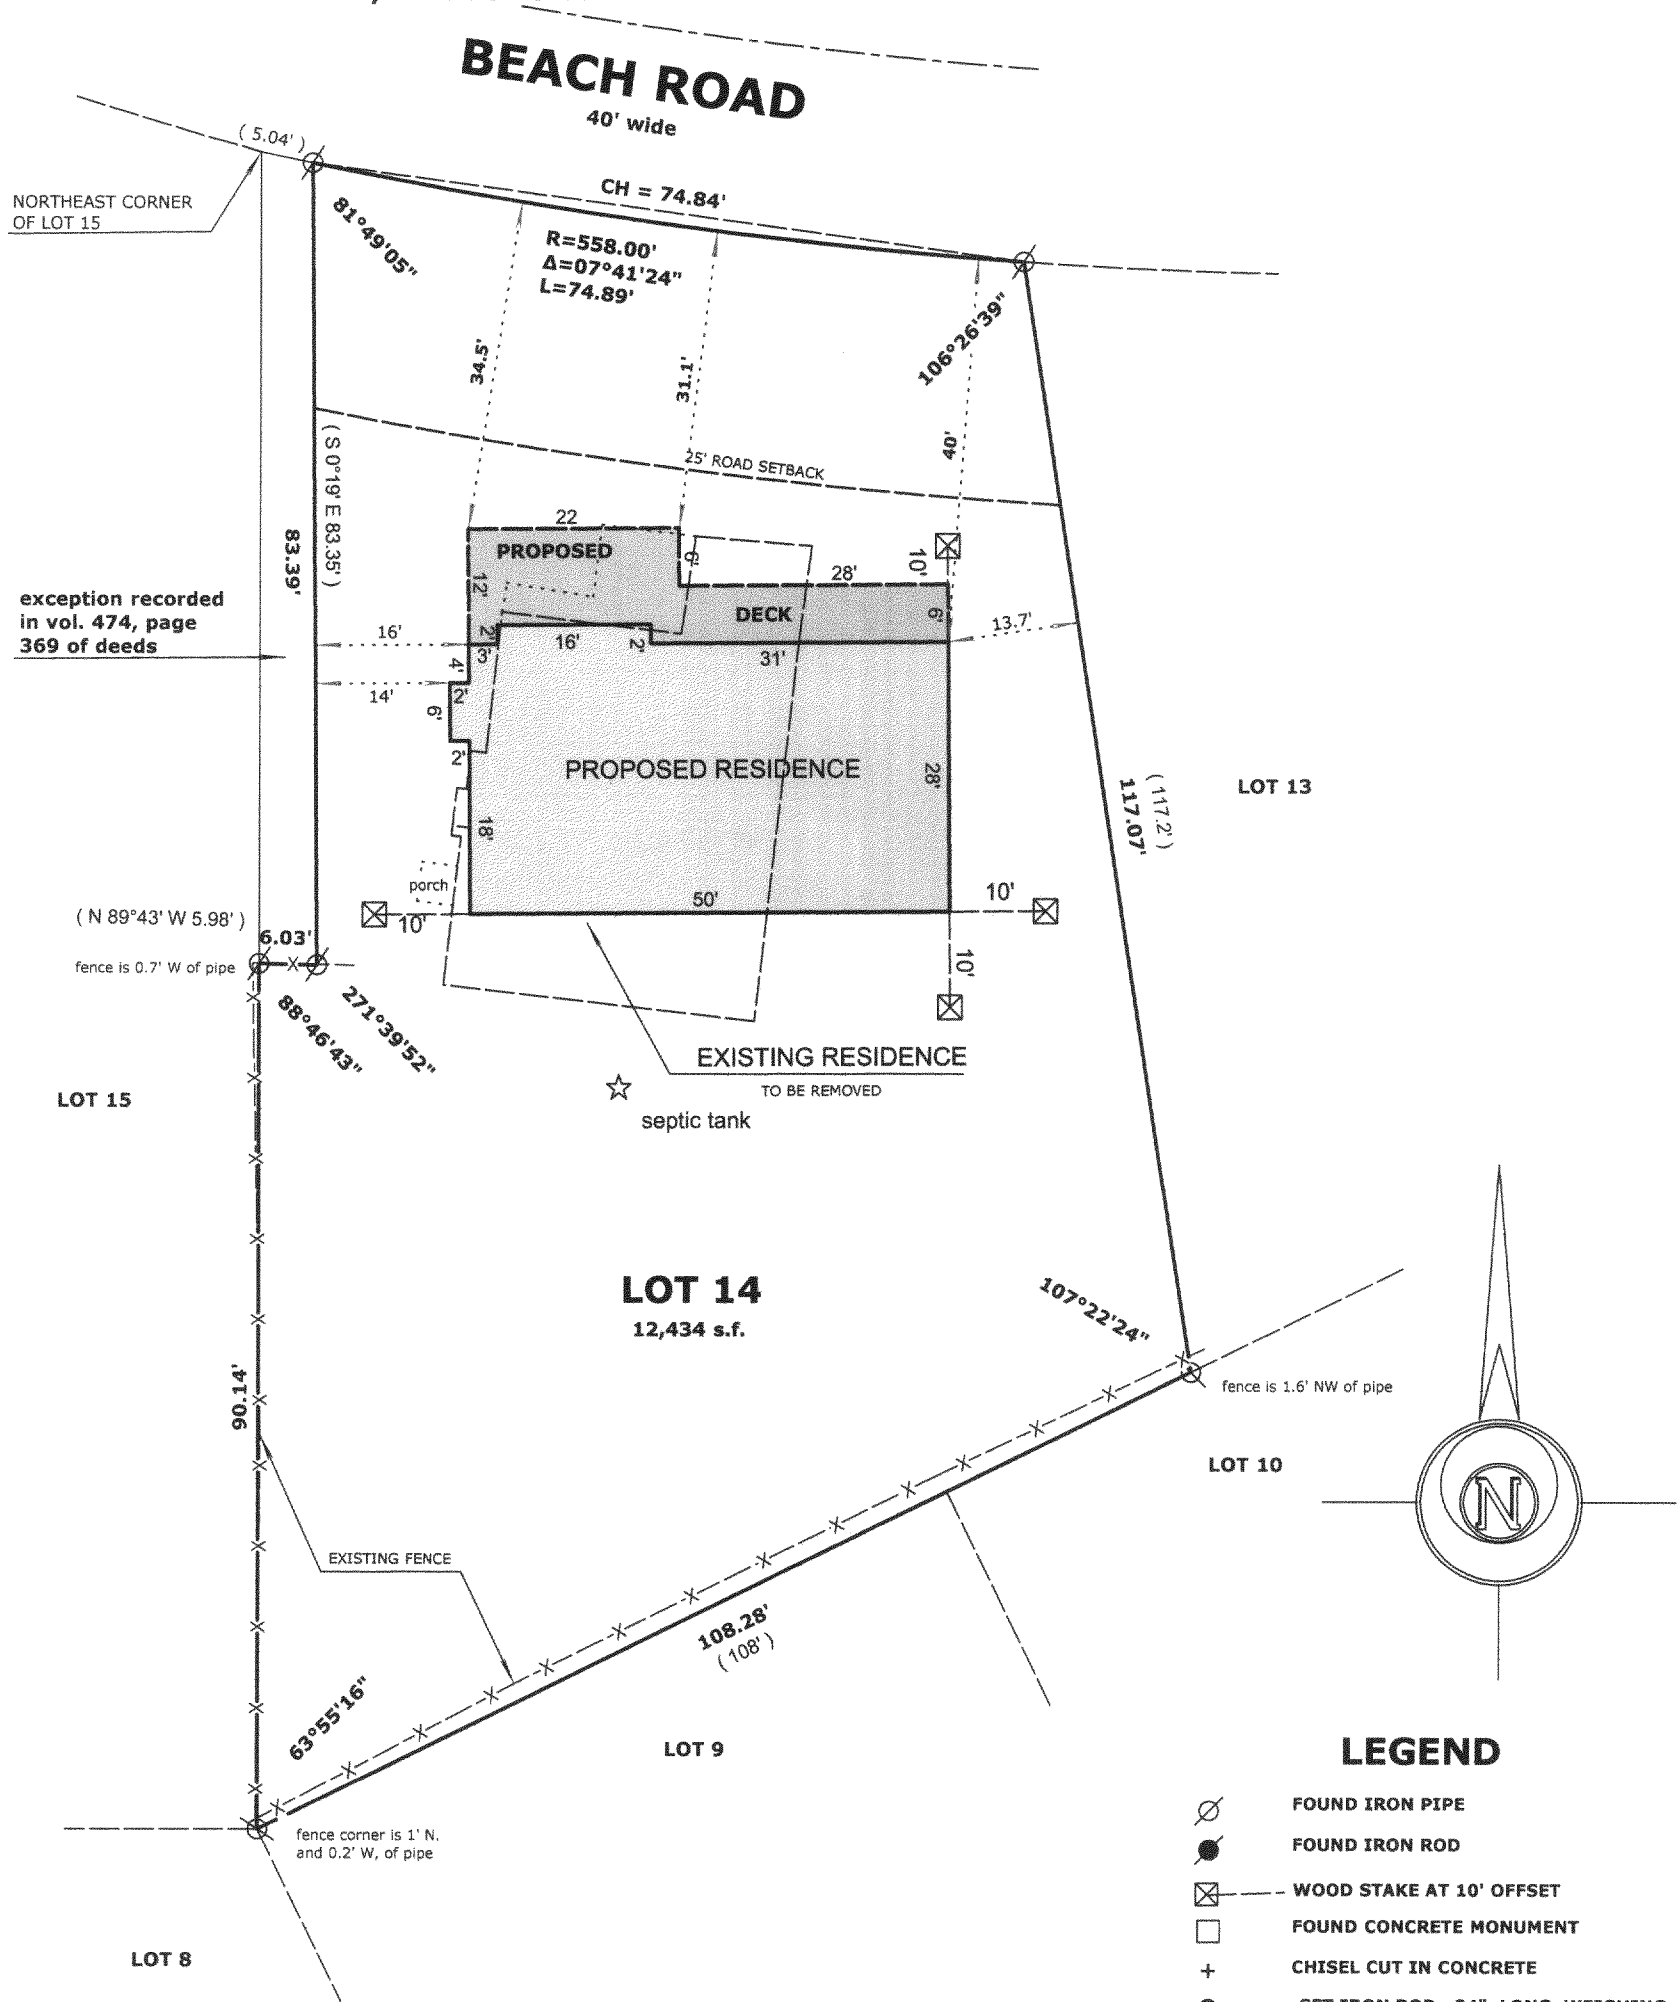 BEACH ROAD
40' wide
( 5.04' )
NORTHEAST CORNER
OF LOT 15
CH = 74.84'
81°49'05"
R=558.00'
Δ=07°41'24"
L=74.89'
106°26'39"
34.5'
31.1'
40'
25' ROAD SETBACK
( S 0°19' E 83.35' )
83.39'
exception recorded
in vol. 474, page
369 of deeds
22
PROPOSED
6'
10'
28'
12'
DECK
6'
13.7'
16'
2'
3'
16'
2'
31'
4'
14'
2'
6'
2'
PROPOSED RESIDENCE
28'
18'
( 117.2' )
117.07'
LOT 13
porch
50'
10'
10'
10'
( N 89°43' W 5.98' )
6.03'
fence is 0.7' W of pipe
88°46'43"
271°39'52"
EXISTING RESIDENCE
TO BE REMOVED
septic tank
LOT 15
LOT 14
12,434 s.f.
107°22'24"
fence is 1.6' NW of pipe
90.14'
LOT 10
N
EXISTING FENCE
108.28'
( 108' )
63°55'16"
LOT 9
fence corner is 1' N.
and 0.2' W, of pipe
LOT 8
LEGEND
FOUND IRON PIPE
FOUND IRON ROD
WOOD STAKE AT 10' OFFSET
FOUND CONCRETE MONUMENT
CHISEL CUT IN CONCRETE